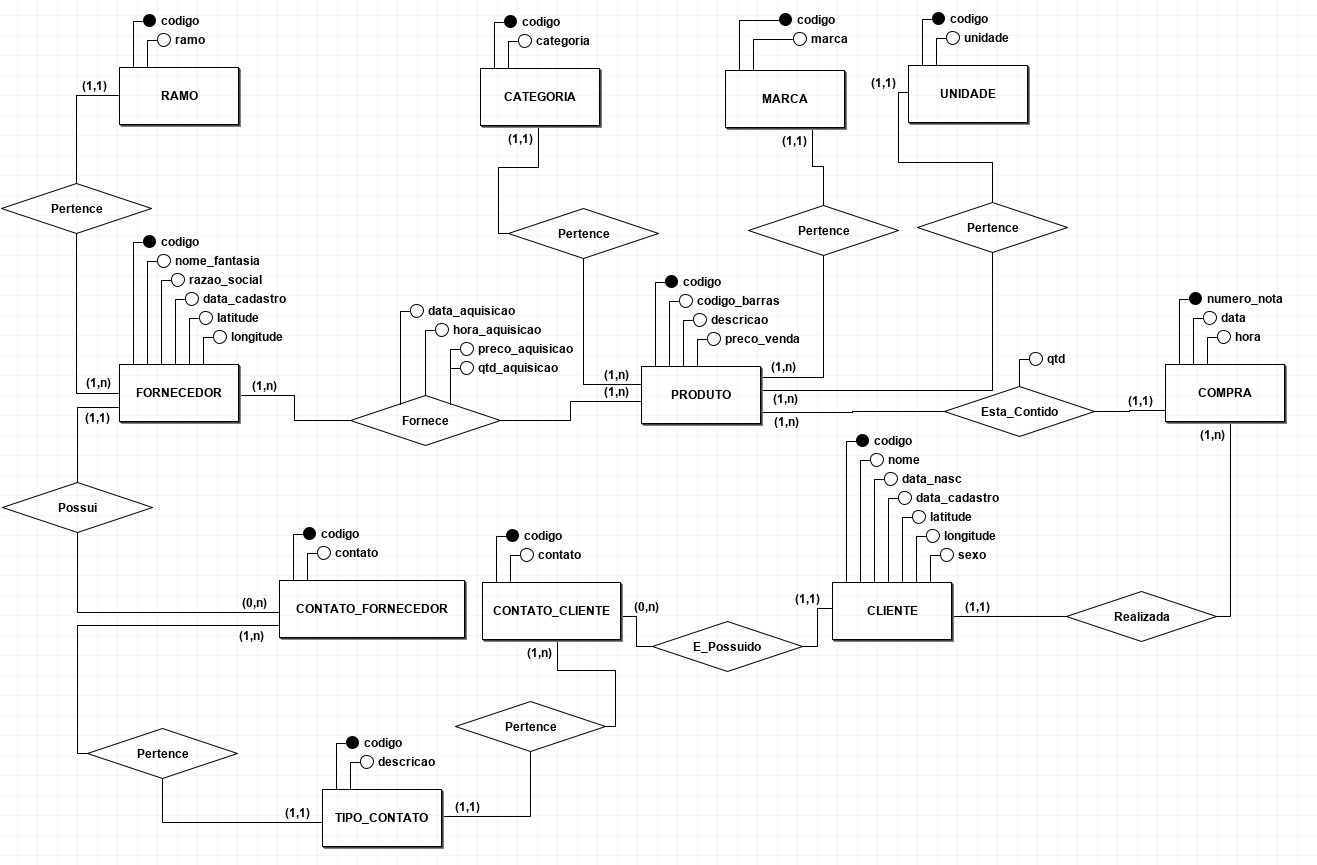 codigo
ramo
(1,1)
RAMO
codigo
categoria
CATEGORIA
(1,1)
codigo
marca
MARCA
(1,1)
codigo
unidade
(1,1)
UNIDADE
Pertence
Pertence
Pertence
Pertence
codigo
nome_fantasia
razao_social
data_cadastro
latitude
longitude
(1,n)
FORNECEDOR
(1,n)
(1,1)
data_aquisicao
hora_aquisicao
preco_aquisicao
qtd_aquisicao
Fornece
codigo
codigo_barras
descricao
preco_venda
(1,n)
(1,n)
PRODUTO
(1,n)
(1,n)
(1,n)
qtd
Esta_Contido
(1,1)
numero_nota
data
hora
COMPRA
(1,n)
Possui
codigo
contato
(0,n)
CONTATO_FORNECEDOR
(1,n)
codigo
contato
CONTATO_CLIENTE
(0,n)
(1,n)
E_Possuido
codigo
nome
data_nasc
data_cadastro
latitude
longitude
sexo
(1,1)
CLIENTE
(1,1)
Realizada
Pertence
Pertence
codigo
descricao
(1,1)
TIPO_CONTATO
(1,1)